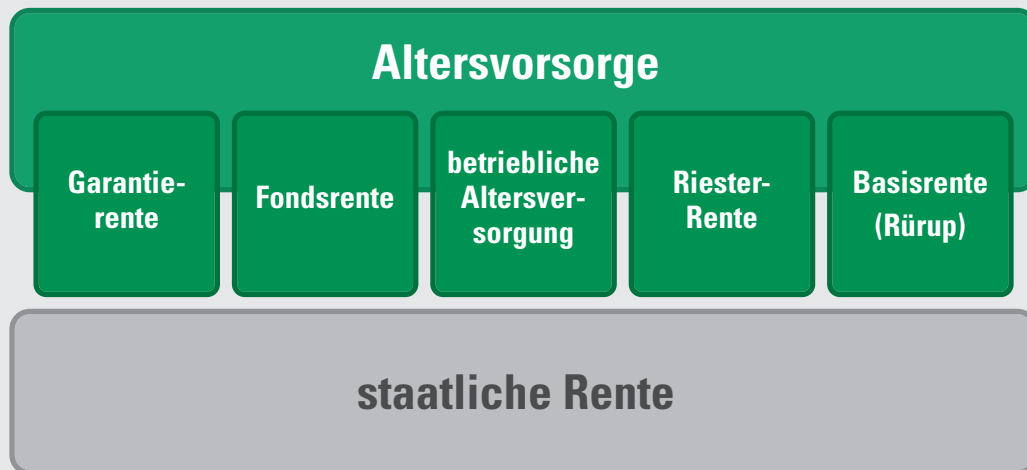 Altersvorsorge
Garantie-
rente
Fondsrente
betriebliche
Altersver-
sorgung
Riester-
Rente
Basisrente
(Rürup)
staatliche Rente